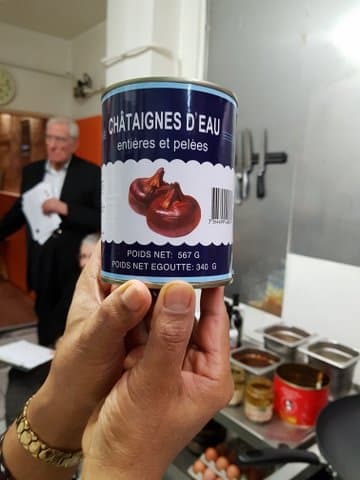 CHÂTAIGNES D'EAU
entières et pelées
POIDS NET: 567 G
POIDS NET EGOUTTE: 340 G